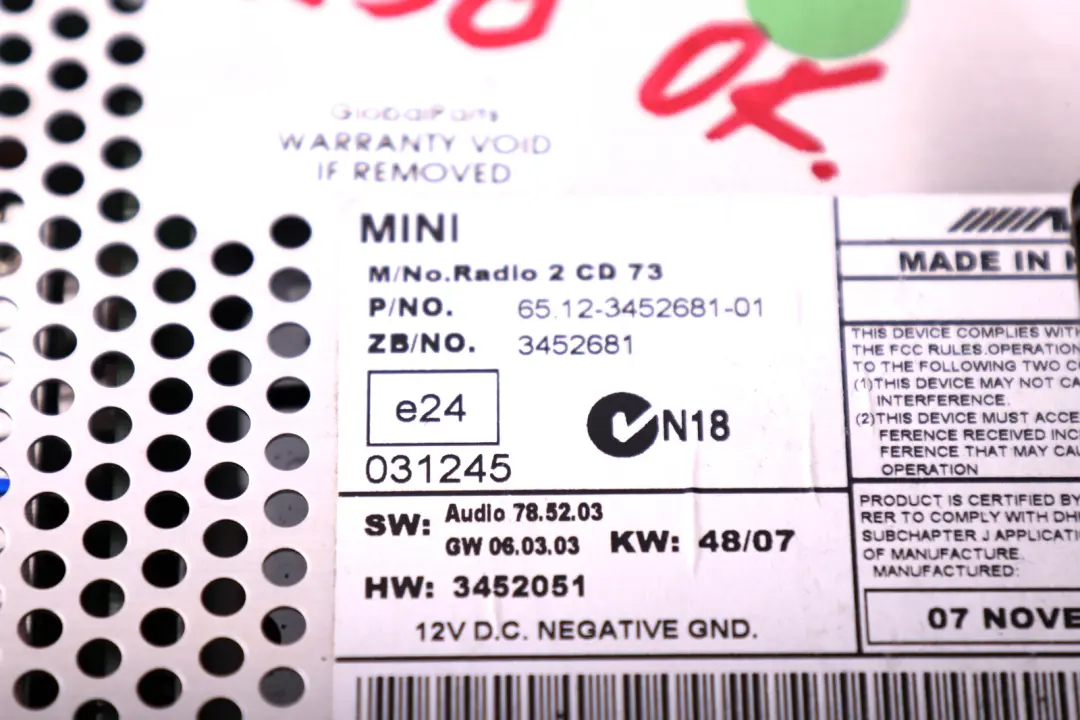 OK.
GlobalParts
WARRANTY VOID
IF REMOVED
MINI
M/No.Radio 2 CD 73
P/NO. 65.12-3452681-01
ZB/NO. 3452681
e24
N18
031245
SW: Audio 78.52.03
GW 06.03.03 KW: 48/07
HW: 3452051
12V D.C. NEGATIVE GND.
MADE IN
THIS DEVICE COMPLIES WITH
THE FCC RULES.OPERATION
TO THE FOLLOWING TWO
(1)THIS DEVICE MAY NOT
INTERFERENCE.
(2)THIS DEVICE MUST
FERENCE RECEIVED
FERENCE THAT MAY
OPERATION
PRODUCT IS CERTIFIED BY
RER TO COMPLY WITH
SUBCHAPTER J
OF MANUFACTURE.
MANUFACTURED:
07 NOVE